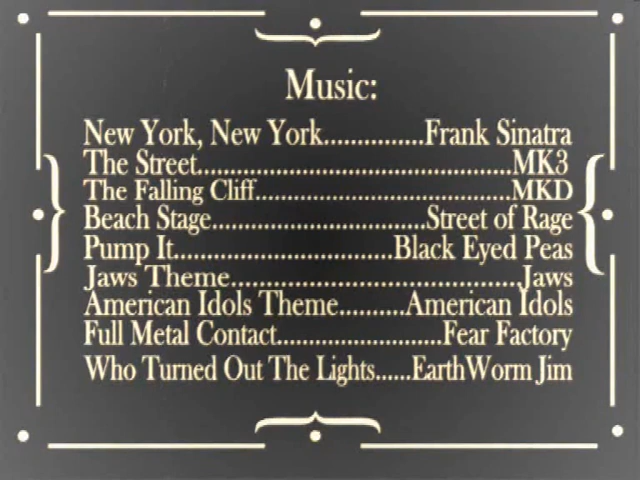 Music:
New York, New York...............Frank Sinatra
The Street...............................................MK3
The Falling Cliff.......................................MKD
Beach Stage................................Street of Rage
Pump It.................................Black Eyed Peas
Jaws Theme...........................................Jaws
American Idols Theme..........American Idols
Full Metal Contact.........................Fear Factory
Who Turned Out The Lights......EarthWorm Jim